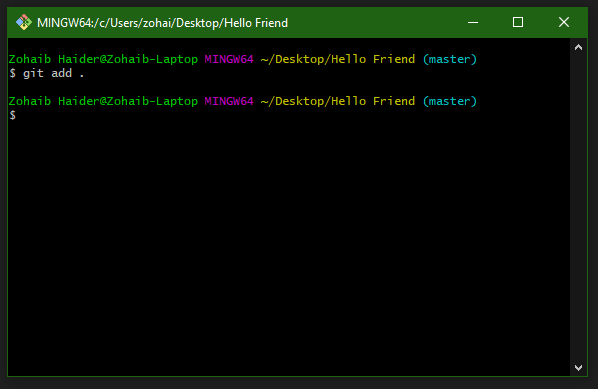 MINGW64:/c/Users/zohai/Desktop/Hello Friend
Zohaib Haider@Zohaib-Laptop MINGW64 ~/Desktop/Hello Friend (master)
$ git add .
Zohaib Haider@Zohaib-Laptop MINGW64 ~/Desktop/Hello Friend (master)
$